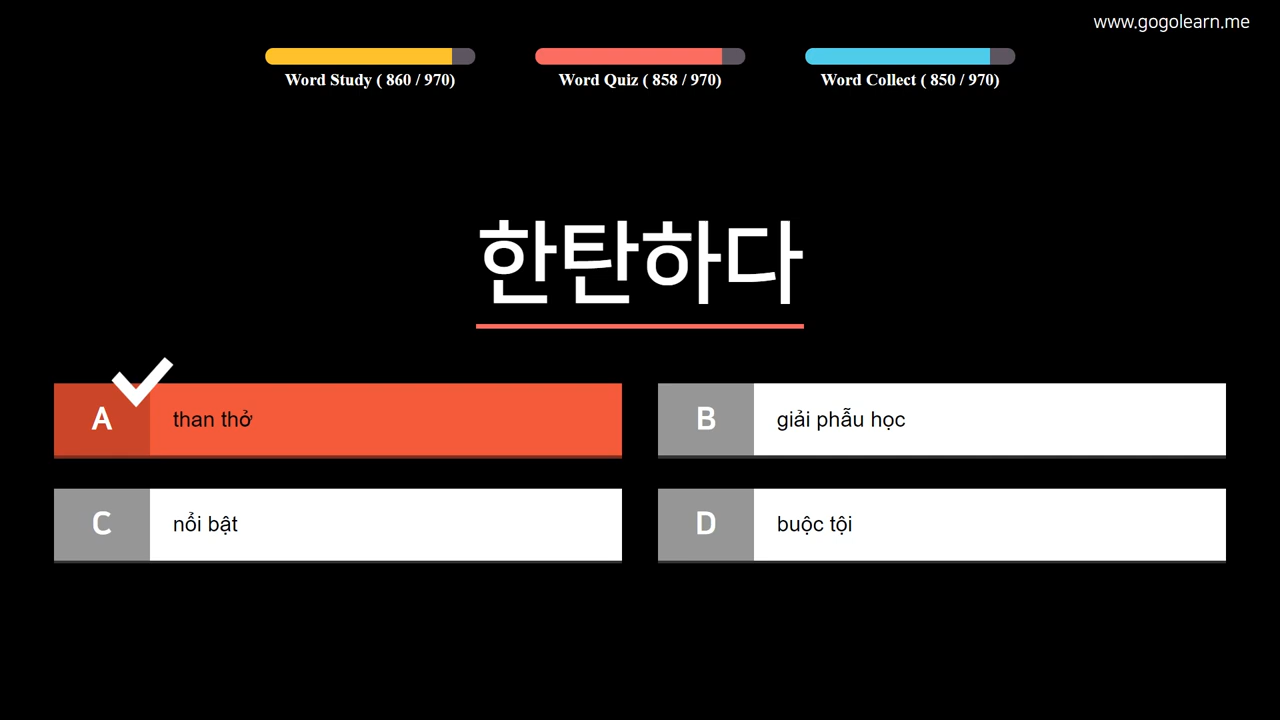 www.gogolearn.me
Word Study ( 860 / 970)
Word Quiz ( 858 / 970)
Word Collect ( 850 / 970)
한탄하다
A than thở
B giải phẫu học
C nổi bật
D buộc tội